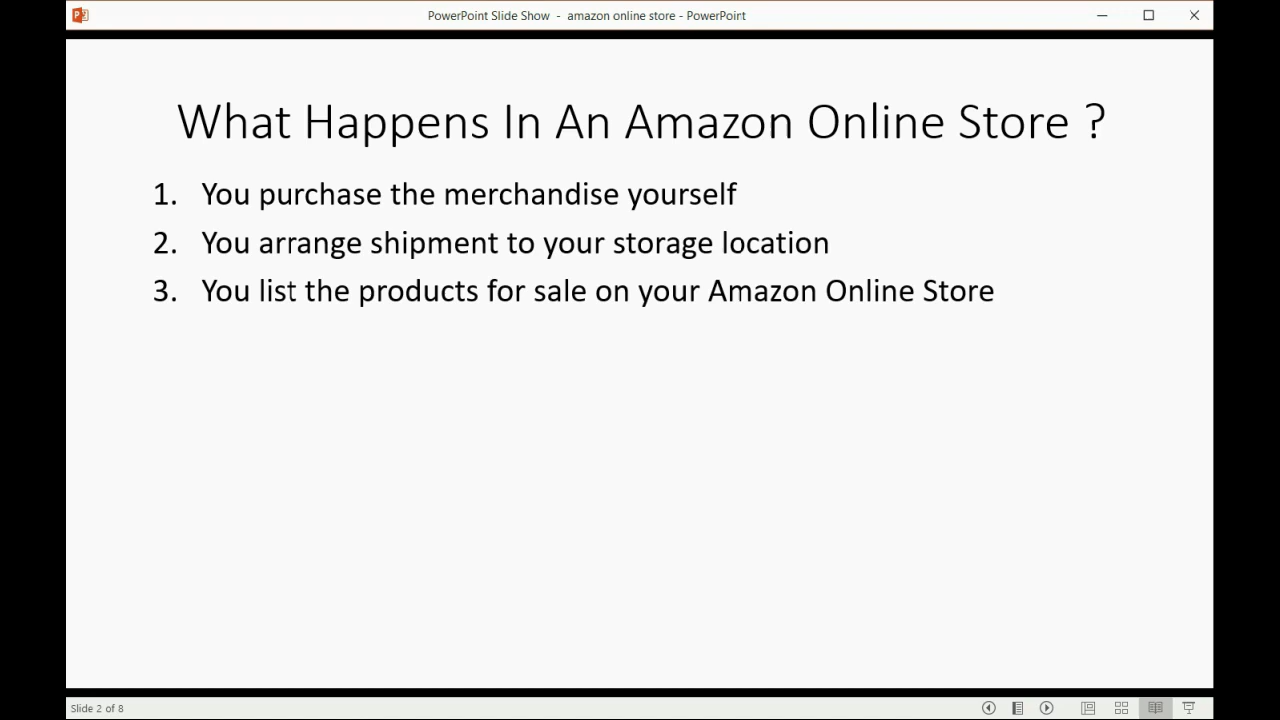 PowerPoint Slide Show - amazon online store - PowerPoint
What Happens In An Amazon Online Store ?
1. You purchase the merchandise yourself
2. You arrange shipment to your storage location
3. You list the products for sale on your Amazon Online Store
Slide 2 of 8